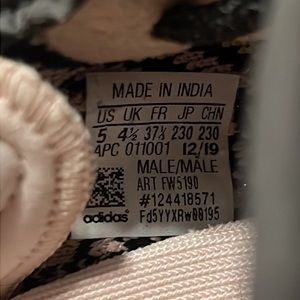 MADE IN INDIA
US UK FR JP CHN
5 4½ 37⅓ 230 230
APC 011001 12/19
MALE/MALE
ART FW5190
#124418571
adidas Fd5YYXRw00195